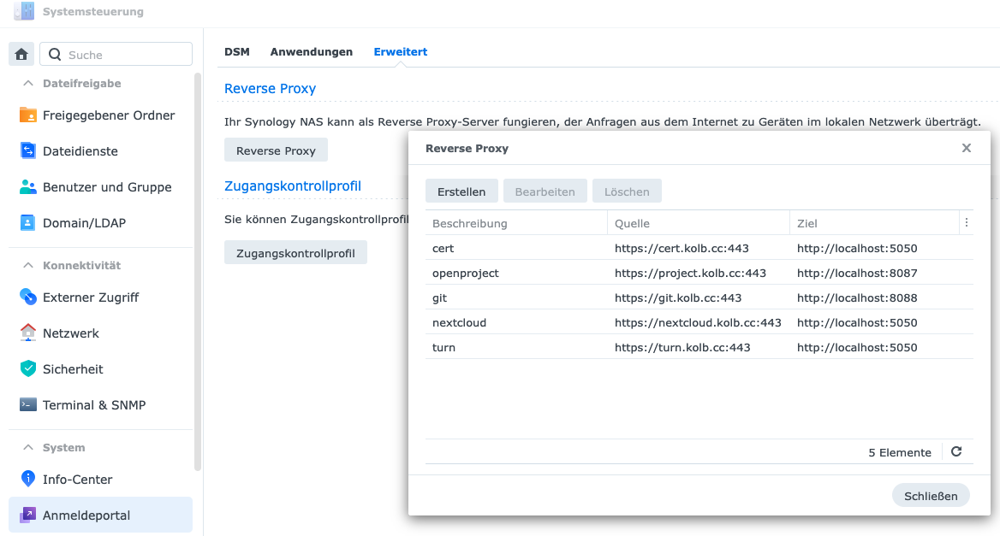 Systemsteuerung
Suche
Dateifreigabe
Freigegebener Ordner
Dateidienste
Benutzer und Gruppe
Domain/LDAP
Konnektivität
Externer Zugriff
Netzwerk
Sicherheit
Terminal & SNMP
System
Info-Center
Anmeldeportal
DSM Anwendungen Erweitert
Reverse Proxy
Ihr Synology NAS kann als Reverse Proxy-Server fungieren, der Anfragen aus dem Internet zu Geräten im lokalen Netzwerk überträgt.
Reverse Proxy
Zugangskontrollprofil
Sie können Zugangskontrollprofil
Zugangskontrollprofil
Reverse Proxy
Erstellen Bearbeiten Löschen
Beschreibung Quelle Ziel
cert https://cert.kolb.cc:443 http://localhost:5050
openproject https://project.kolb.cc:443 http://localhost:8087
git https://git.kolb.cc:443 http://localhost:8088
nextcloud https://nextcloud.kolb.cc:443 http://localhost:5050
turn https://turn.kolb.cc:443 http://localhost:5050
5 Elemente
Schließen